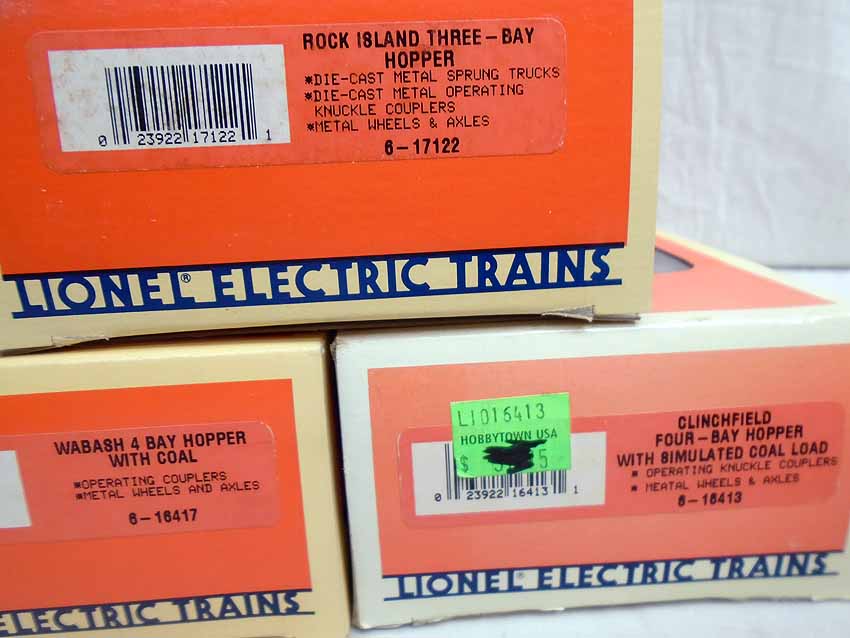 ROCK ISLAND THREE-BAY
HOPPER
*DIE-CAST METAL SPRUNG TRUCKS
*DIE-CAST METAL OPERATING
KNUCKLE COUPLERS
*METAL WHEELS & AXLES
6-17122
0 23922 17122 1
LIONEL® ELECTRIC TRAINS
WABASH 4 BAY HOPPER
WITH COAL
*OPERATING COUPLERS
*METAL WHEELS AND AXLES
6-16417
ELECTRIC TRAINS
LI016413
HOBBYTOWN USA
$ 5
0 23922 16413 1
CLINCHFIELD
FOUR-BAY HOPPER
WITH SIMULATED COAL LOAD
* OPERATING KNUCKLE COUPLERS
* MEATAL WHEELS & AXLES
6-16413
LIONEL® ELECTRIC TRAINS